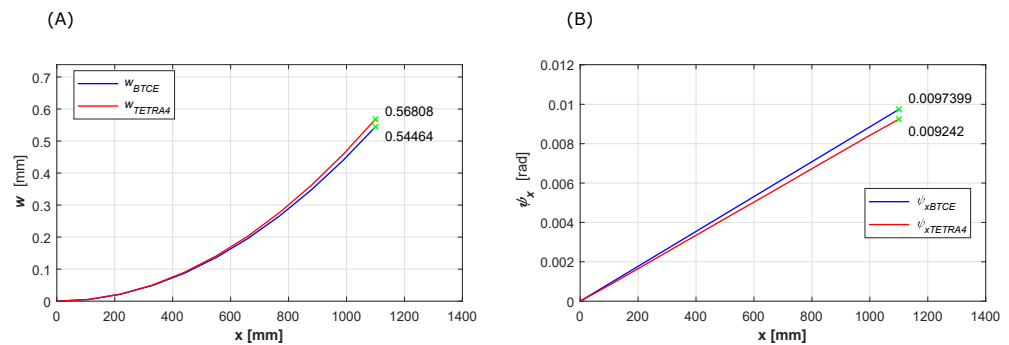 (A)
(B)
w_BTCE
w_TETRA4
0.7
0.6
0.5
0.4
0.3
0.2
0.1
0
w [mm]
0.56808
0.54464
0 200 400 600 800 1000 1200 1400
x [mm]
0.012
0.01
0.008
0.006
0.004
0.002
0
ψ_x [rad]
0.0097399
0.009242
ψ_xBTCE
ψ_xTETRA4
0 200 400 600 800 1000 1200 1400
x [mm]